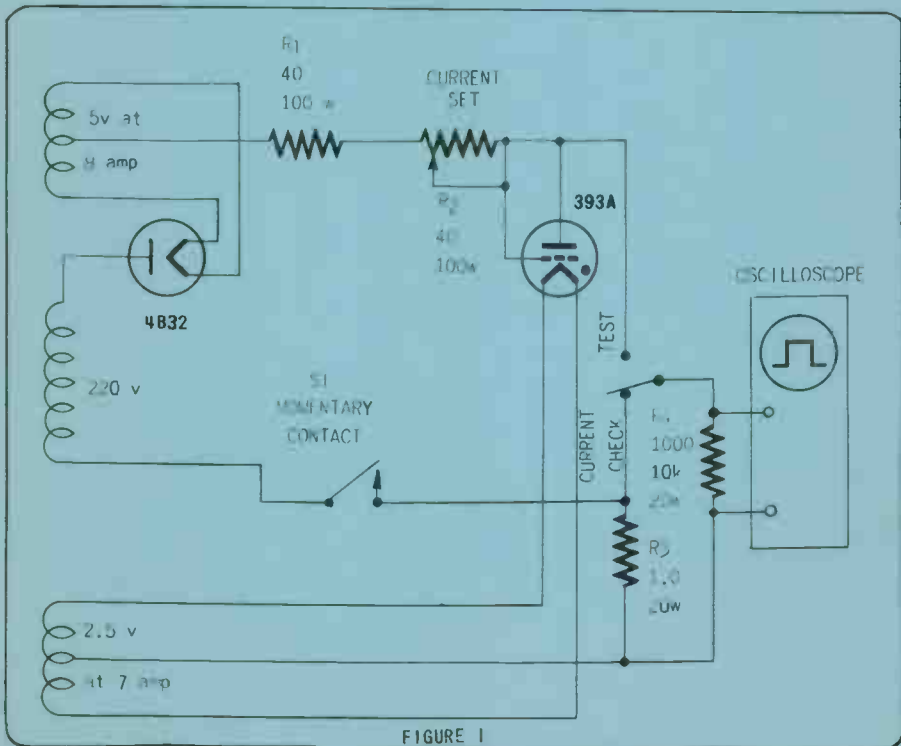 R1
40
100 w
CURRENT
SET
5v at
8 amp
393A
40
100w
4B32
OSCILLOSCOPE
220 v
S1
MOMENTARY
CONTACT
TEST
CURRENT
CHECK
1000
10k
20w
R3
1.0
20w
2.5 v
at 7 amp
FIGURE 1